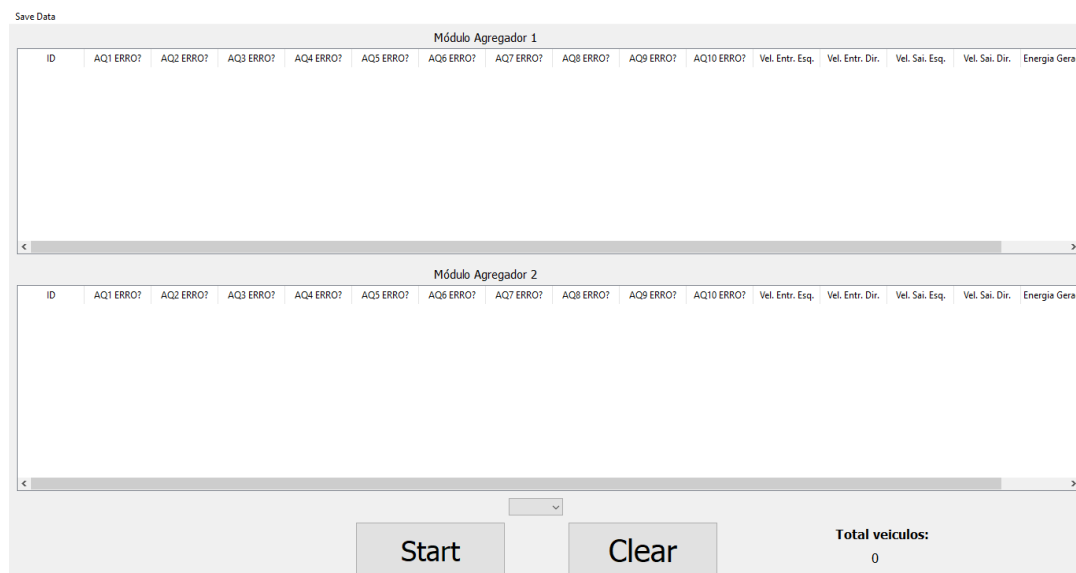 Save Data
Módulo Agregador 1
ID AQ1 ERRO? AQ2 ERRO? AQ3 ERRO? AQ4 ERRO? AQ5 ERRO? AQ6 ERRO? AQ7 ERRO? AQ8 ERRO? AQ9 ERRO? AQ10 ERRO? Vel. Entr. Esq. Vel. Entr. Dir. Vel. Sai. Esq. Vel. Sai. Dir. Energia Gera
Módulo Agregador 2
ID AQ1 ERRO? AQ2 ERRO? AQ3 ERRO? AQ4 ERRO? AQ5 ERRO? AQ6 ERRO? AQ7 ERRO? AQ8 ERRO? AQ9 ERRO? AQ10 ERRO? Vel. Entr. Esq. Vel. Entr. Dir. Vel. Sai. Esq. Vel. Sai. Dir. Energia Gera
Start Clear Total veiculos:
0